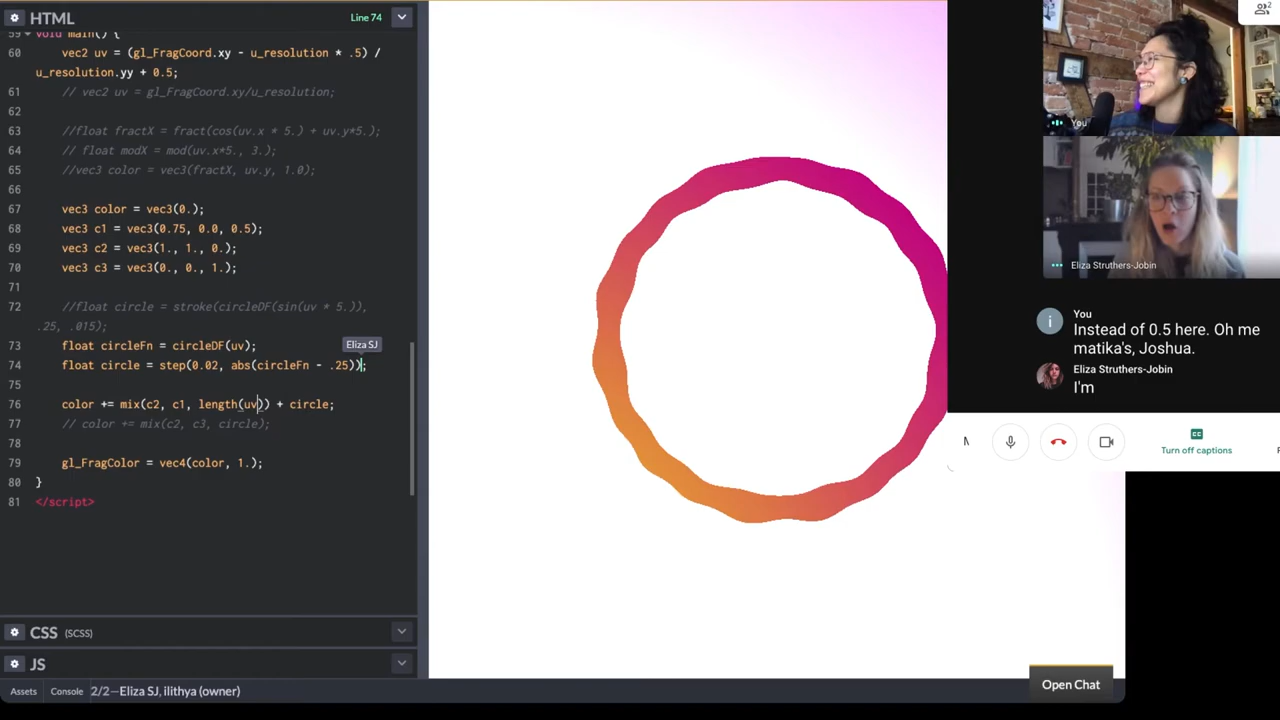 HTML
Line 74
59 void main() {
60 vec2 uv = (gl_FragCoord.xy - u_resolution * .5) /
u_resolution.yy + 0.5;
61 // vec2 uv = gl_FragCoord.xy/u_resolution;
62
63 //float fractX = fract(cos(uv.x * 5.) + uv.y*5.);
64 // float modX = mod(uv.x*5., 3.);
65 //vec3 color = vec3(fractX, uv.y, 1.0);
66
67 vec3 color = vec3(0.);
68 vec3 c1 = vec3(0.75, 0.0, 0.5);
69 vec3 c2 = vec3(1., 1., 0.);
70 vec3 c3 = vec3(0., 0., 1.);
71
72 //float circle = stroke(circleDF(sin(uv * 5.)),
.25, .015);
73 float circleFn = circleDF(uv);
Eliza SJ
74 float circle = step(0.02, abs(circleFn - .25));
75
76 color += mix(c2, c1, length(uv)) + circle;
77 // color += mix(c2, c3, circle);
78
79 gl_FragColor = vec4(color, 1.);
80 }
81 </script>
CSS (SCSS)
JS
Assets Console 2/2—Eliza SJ, ilithya (owner)
Open Chat
2
You
Eliza Struthers-Jobin
You
Instead of 0.5 here. Oh me
matika's, Joshua.
Eliza Struthers-Jobin
I'm
Turn off captions